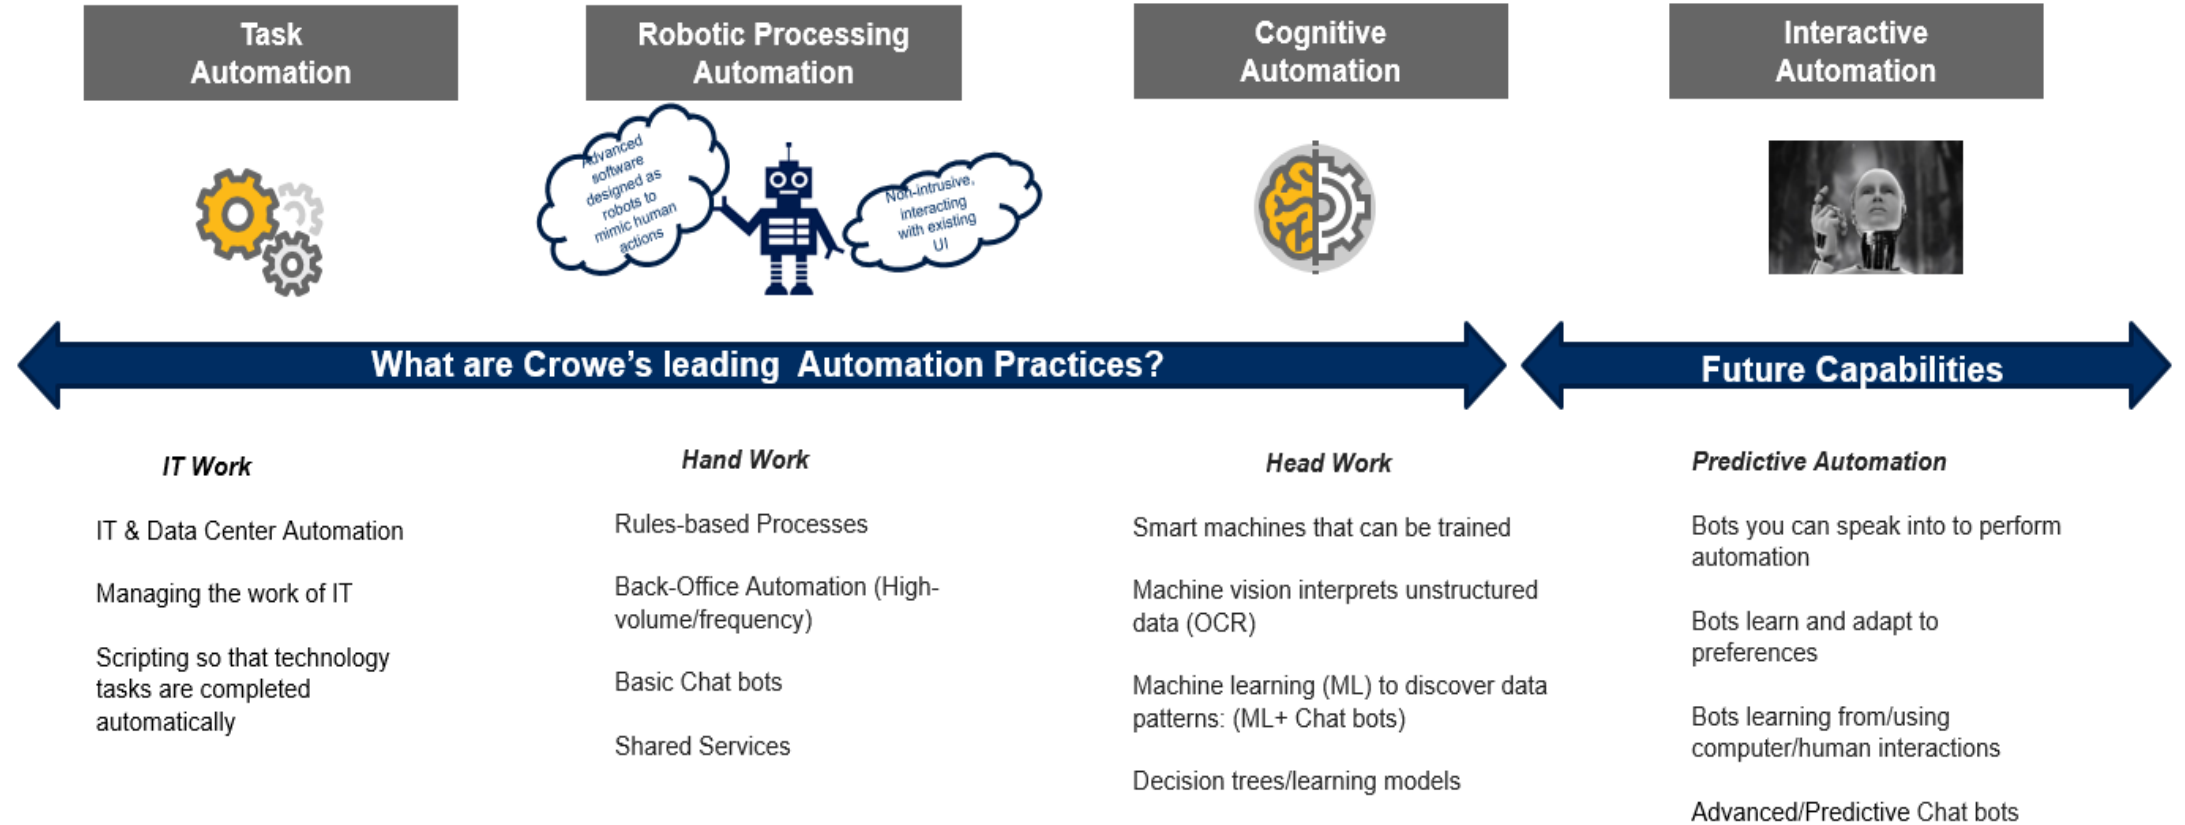 Task
Automation
Robotic Processing
Automation
Cognitive
Automation
Interactive
Automation
Advanced
software
designed as
robots to
mimic human
actions
Non-intrusive,
interacting
with existing
UI
What are Crowe's leading  Automation Practices?
Future Capabilities
IT Work
IT & Data Center Automation
Managing the work of IT
Scripting so that technology
tasks are completed
automatically
Hand Work
Rules-based Processes
Back-Office Automation (High-
volume/frequency)
Basic Chat bots
Shared Services
Head Work
Smart machines that can be trained
Machine vision interprets unstructured
data (OCR)
Machine learning (ML) to discover data
patterns: (ML+ Chat bots)
Decision trees/learning models
Predictive Automation
Bots you can speak into to perform
automation
Bots learn and adapt to
preferences
Bots learning from/using
computer/human interactions
Advanced/Predictive Chat bots